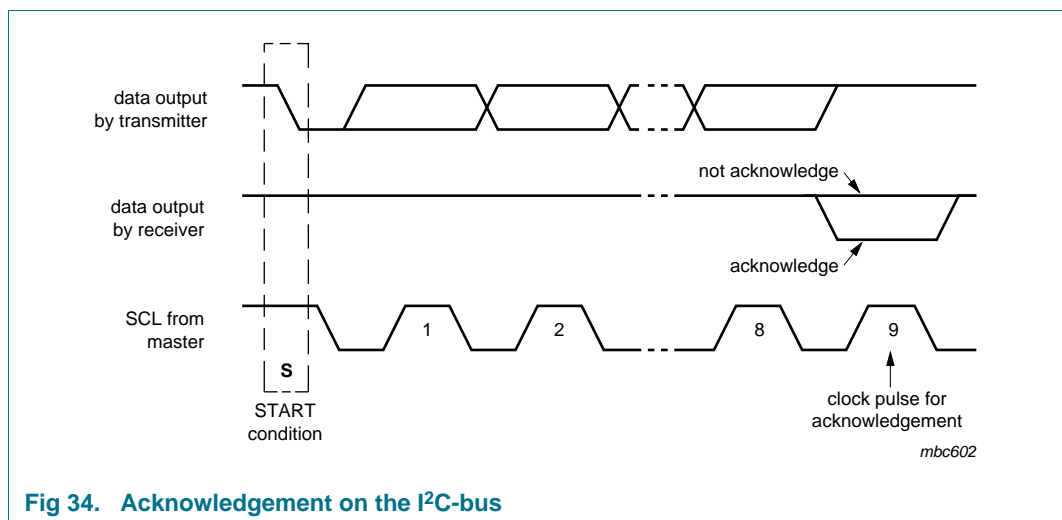 data output
by transmitter
not acknowledge
data output
by receiver
acknowledge
SCL from
master
1
2
8
9
S
START
condition
clock pulse for
acknowledgement
mbc602
Fig 34. Acknowledgement on the I²C-bus